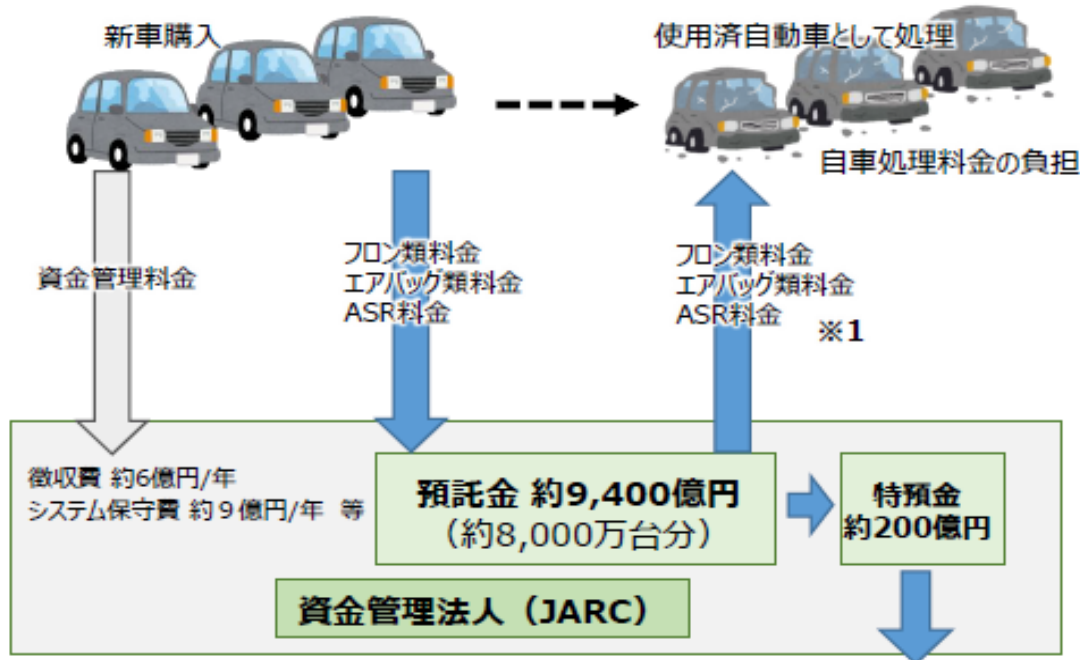 新車購入
使用済自動車として処理
自車処理料金の負担
資金管理料金
フロン類料金
エアバッグ類料金
ASR料金
フロン類料金
エアバッグ類料金
ASR料金
※1
徴収費 約6億円/年
システム保守費 約9億円/年 等
預託金 約9,400億円
（約8,000万台分）
特預金
約200億円
資金管理法人（JARC）